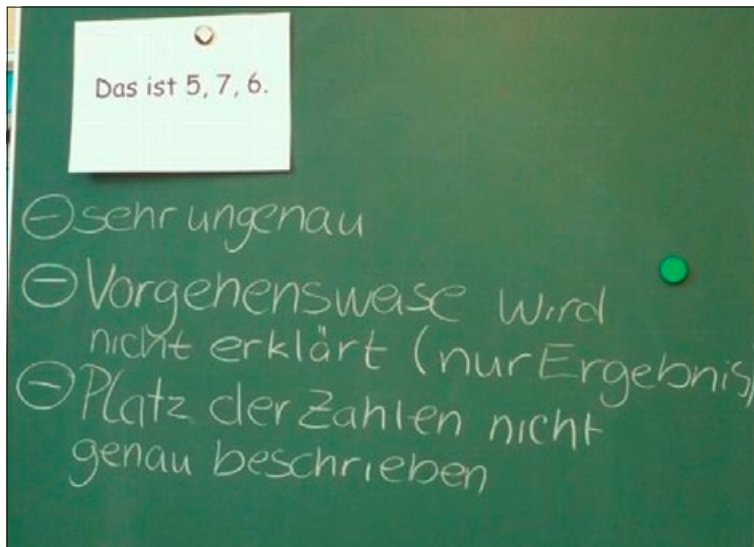 Das ist 5, 7, 6.
⊖ sehr ungenau
⊖ Vorgehensweise wird
nicht erklärt (nur Ergebnis)
⊖ Platz der Zahlen nicht
genau beschrieben